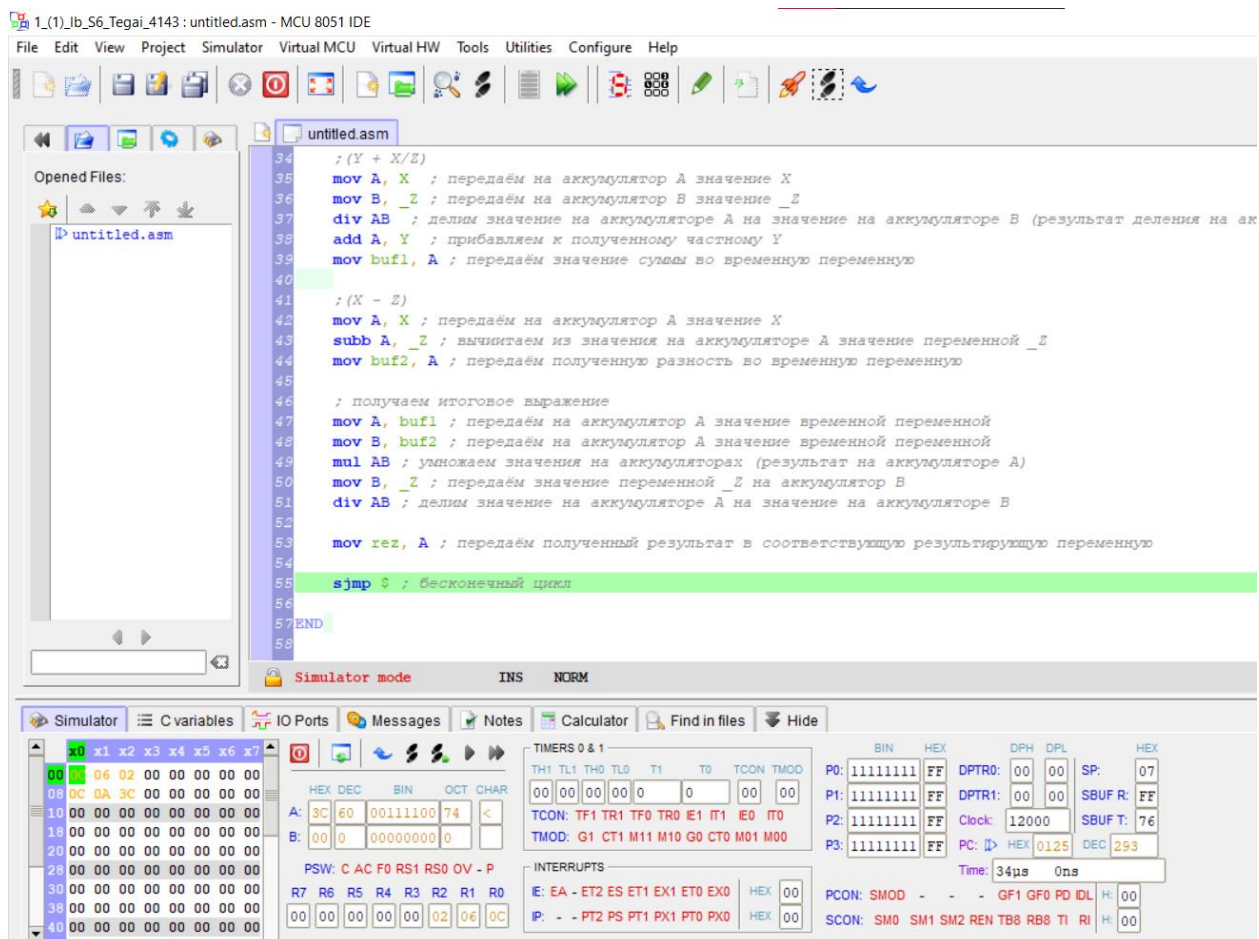 1_(1)_lb_S6_Tegai_4143 : untitled.asm - MCU 8051 IDE
File Edit View Project Simulator Virtual MCU Virtual HW Tools Utilities Configure Help
untitled.asm
Opened Files:
untitled.asm
34 ;(Y + X/Z)
35 mov A, X ; передаём на аккумулятор A значение X
36 mov B, _Z ; передаём на аккумулятор B значение _Z
37 div AB ; делим значение на аккумуляторе A на значение на аккумуляторе B (результат деления на ак
38 add A, Y ; прибавляем к полученному частному Y
39 mov buf1, A ; передаём значение суммы во временную переменную
40
41 ;(X - Z)
42 mov A, X ; передаём на аккумулятор A значение X
43 subb A, _Z ; вычиитаем из значения на аккумуляторе A значение переменной _Z
44 mov buf2, A ; передаём полученную разность во временную переменную
45
46 ; получаем итоговое выражение
47 mov A, buf1 ; передаём на аккумулятор A значение временной переменной
48 mov B, buf2 ; передаём на аккумулятор A значение временной переменной
49 mul AB ; умножаем значения на аккумуляторах (результат на аккумуляторе A)
50 mov B, _Z ; передаём значение переменной _Z на аккумулятор B
51 div AB ; делим значение на аккумуляторе A на значение на аккумуляторе B
52
53 mov rez, A ; передаём полученный результат в соответствующую результирующую переменную
54
55 sjmp $ ; бесконечный цикл
56
57 END
58
Simulator mode INS NORM
Simulator C variables IO Ports Messages Notes Calculator Find in files Hide
x0 x1 x2 x3 x4 x5 x6 x7
00 0C 06 02 00 00 00 00 00
08 0C 0A 3C 00 00 00 00 00
10 00 00 00 00 00 00 00 00
18 00 00 00 00 00 00 00 00
20 00 00 00 00 00 00 00 00
28 00 00 00 00 00 00 00 00
30 00 00 00 00 00 00 00 00
38 00 00 00 00 00 00 00 00
40 00 00 00 00 00 00 00 00
HEX DEC BIN OCT CHAR
A: 3C 60 00111100 74 <
B: 00 0 00000000 0
PSW: C AC F0 RS1 RS0 OV - P
R7 R6 R5 R4 R3 R2 R1 R0
00 00 00 00 00 02 06 0C
TIMERS 0 & 1
TH1 TL1 TH0 TL0 T1 T0 TCON TMOD
00 00 00 00 0 0 00 00
TCON: TF1 TR1 TF0 TR0 IE1 IT1 IE0 IT0
TMOD: G1 CT1 M11 M10 G0 CT0 M01 M00
INTERRUPTS
IE: EA - ET2 ES ET1 EX1 ET0 EX0 HEX 00
IP: - - PT2 PS PT1 PX1 PT0 PX0 HEX 00
BIN HEX
P0: 11111111 FF
P1: 11111111 FF
P2: 11111111 FF
P3: 11111111 FF
DPH DPL
DPTR0: 00 00
DPTR1: 00 00
Clock: 12000
HEX
SP: 07
SBUF R: FF
SBUF T: 76
PC: HEX 0125 DEC 293
Time: 34µs 0ns
PCON: SMOD - - - GF1 GF0 PD IDL H: 00
SCON: SM0 SM1 SM2 REN TB8 RB8 TI RI H: 00